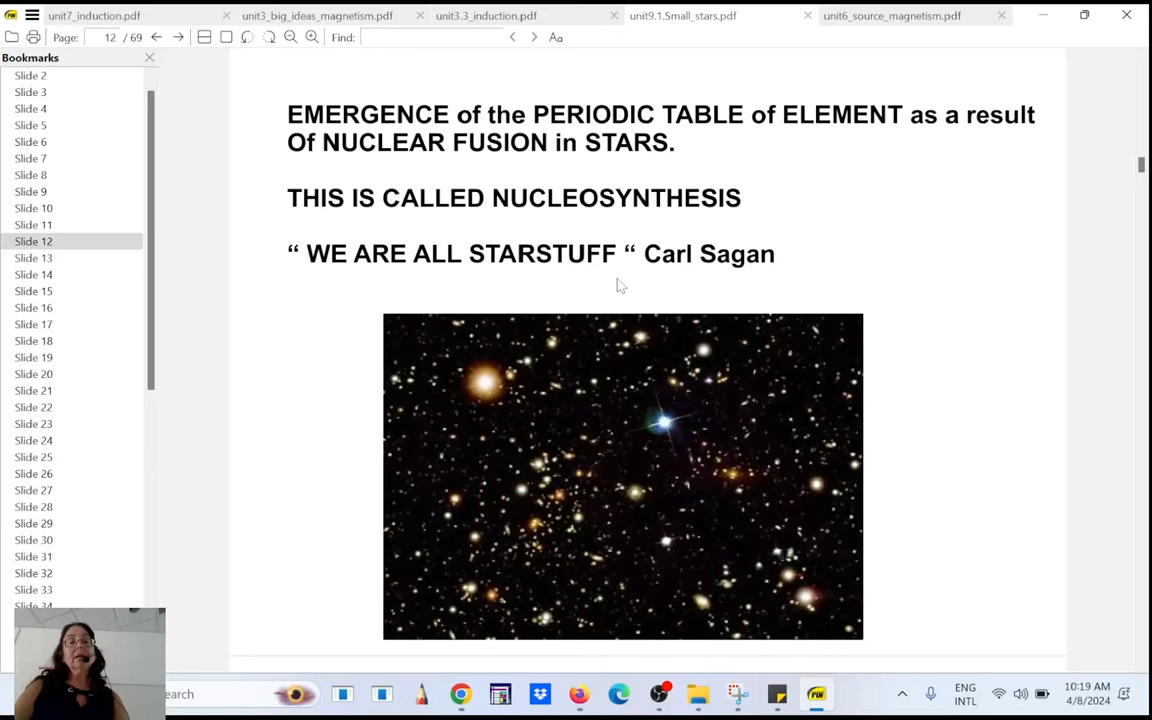 unit7_induction.pdf
unit3_big_ideas_magnetism.pdf
unit3.3_induction.pdf
unit9.1.Small_stars.pdf
unit6_source_magnetism.pdf
Page: 12 / 69
Find:
Aa
Bookmarks
Slide 2
Slide 3
Slide 4
Slide 5
Slide 6
Slide 7
Slide 8
Slide 9
Slide 10
Slide 11
Slide 12
Slide 13
Slide 14
Slide 15
Slide 16
Slide 17
Slide 18
Slide 19
Slide 20
Slide 21
Slide 22
Slide 23
Slide 24
Slide 25
Slide 26
Slide 27
Slide 28
Slide 29
Slide 30
Slide 31
Slide 32
Slide 33
Slide 34
EMERGENCE of the PERIODIC TABLE of ELEMENT as a result
Of NUCLEAR FUSION in STARS.
THIS IS CALLED NUCLEOSYNTHESIS
“ WE ARE ALL STARSTUFF “ Carl Sagan
earch
PDF
ENG
INTL
10:19 AM
4/8/2024